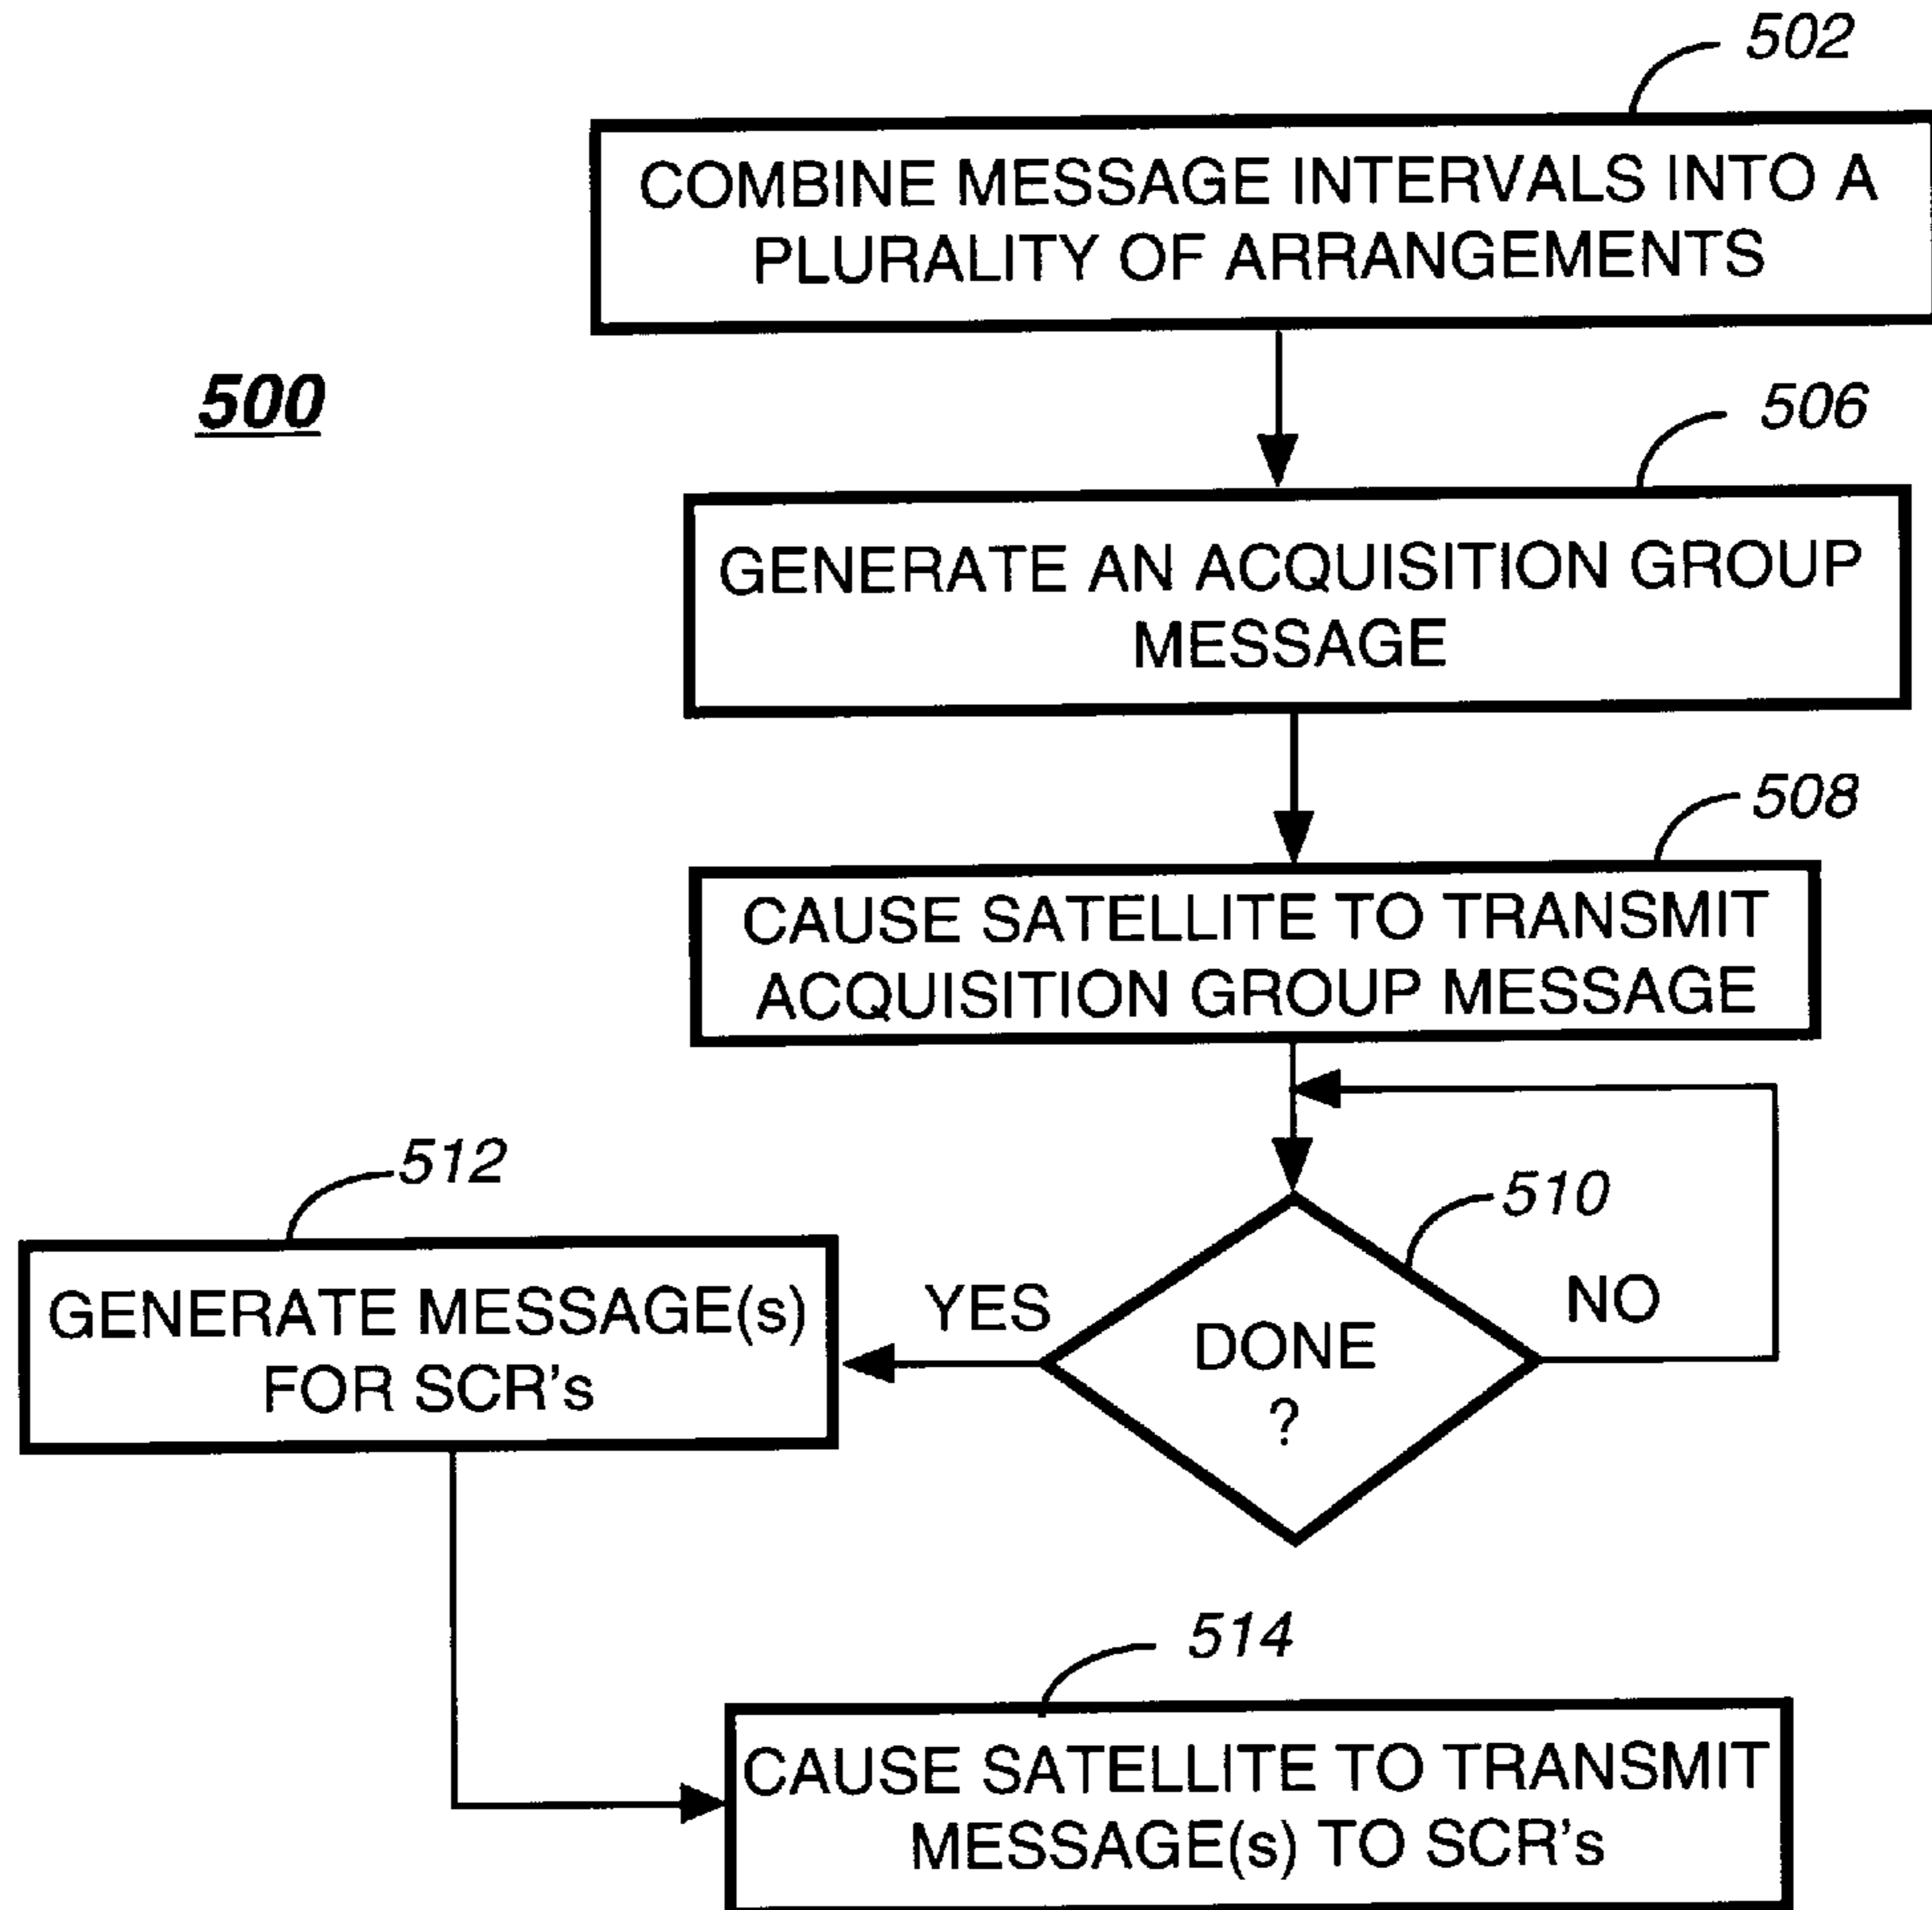 502
COMBINE MESSAGE INTERVALS INTO A
PLURALITY OF ARRANGEMENTS
500
506
GENERATE AN ACQUISITION GROUP
MESSAGE
508
CAUSE SATELLITE TO TRANSMIT
ACQUISITION GROUP MESSAGE
512
510
GENERATE MESSAGE(s)
FOR SCR's
YES
DONE
?
NO
514
CAUSE SATELLITE TO TRANSMIT
MESSAGE(s) TO SCR's